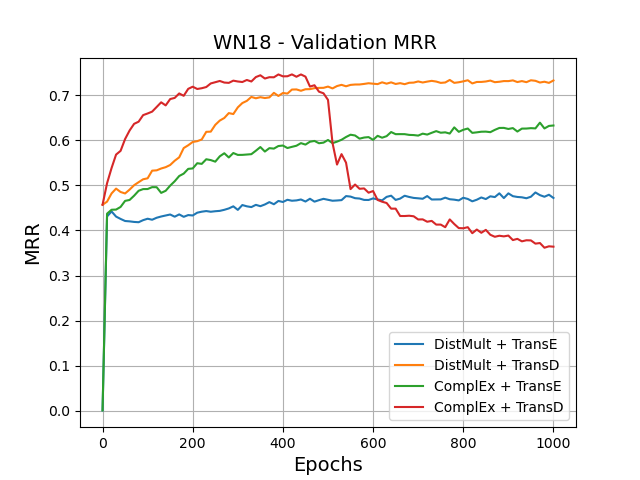 WN18 - Validation MRR
MRR
0.7
0.6
0.5
0.4
0.3
0.2
0.1
0.0
DistMult + TransE
DistMult + TransD
ComplEx + TransE
ComplEx + TransD
0 200 400 600 800 1000
Epochs